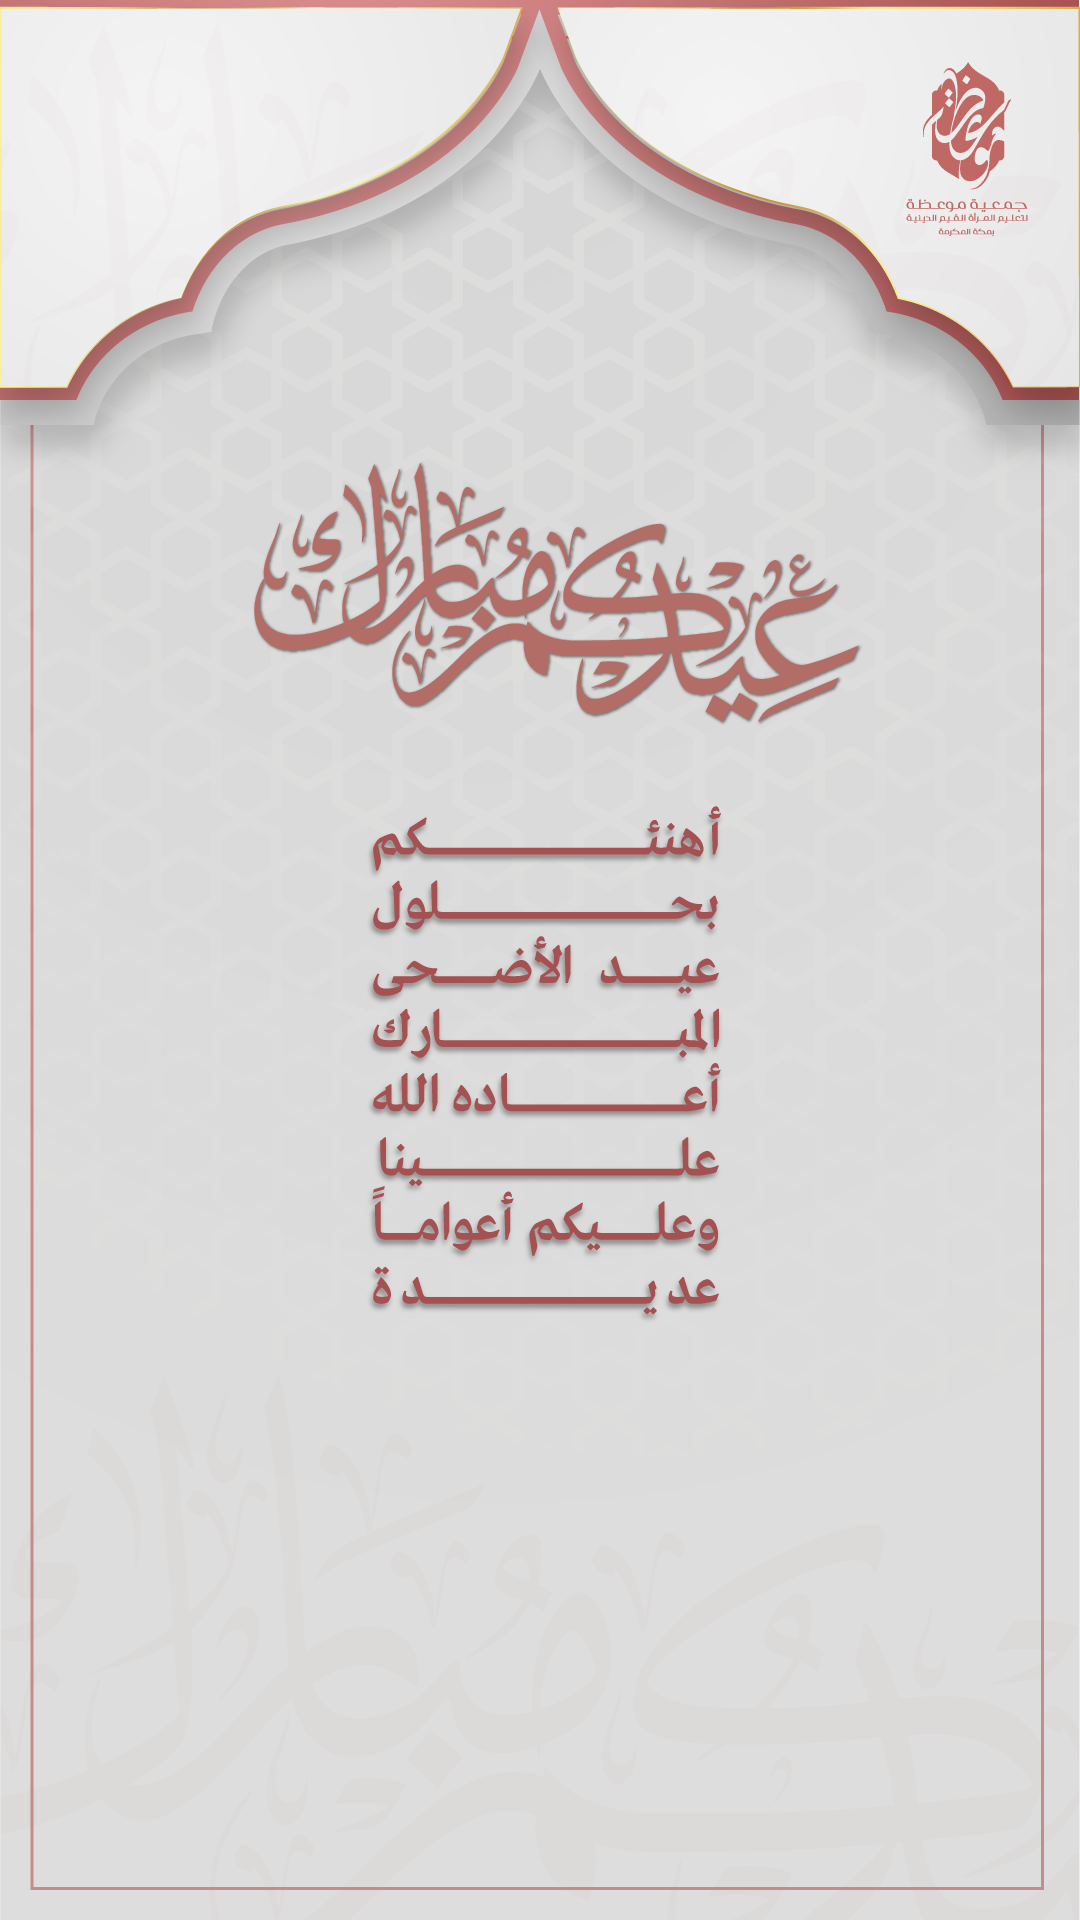 موعظة
جمعية موعظة
لتعليم المرأة القيم الدينية
بمكة المكرمة
عيدكم مبارك
أهنئكم
بحلول
عيد الأضحى
المبارك
أعاده الله
علينا
وعليكم أعواماً
عديدة